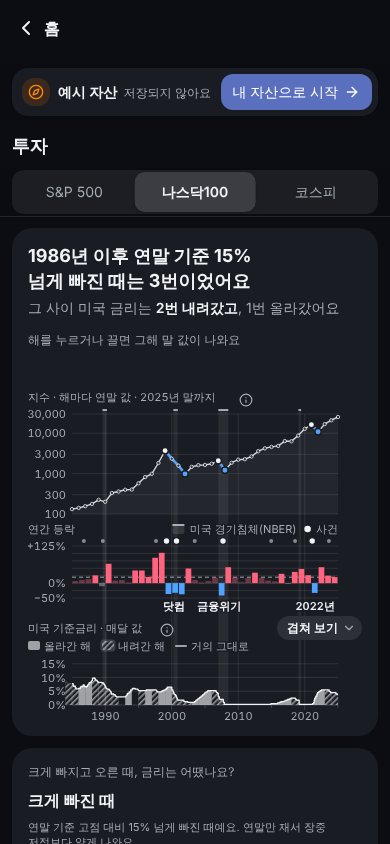 홈
예시 자산 저장되지 않아요 내 자산으로 시작 →
투자
S&P 500 나스닥100 코스피
1986년 이후 연말 기준 15%
넘게 빠진 때는 3번이었어요
그 사이 미국 금리는 2번 내려갔고, 1번 올라갔어요
해를 누르거나 끌면 그해 말 값이 나와요
지수 · 해마다 연말 값 · 2025년 말까지
30,000
10,000
3,000
1,000
300
100
연간 등락 미국 경기침체(NBER) 사건
+125%
0%
−50%
닷컴 금융위기 2022년
미국 기준금리 · 매달 값 겹쳐 보기
올라간 해 내려간 해 거의 그대로
15%
10%
5%
0%
1990 2000 2010 2020
크게 빠지고 오른 때, 금리는 어땠나요?
크게 빠진 때
연말 기준 고점 대비 15% 넘게 빠진 때예요. 연말만 재서 장중
저점보다 얕게 나와요.